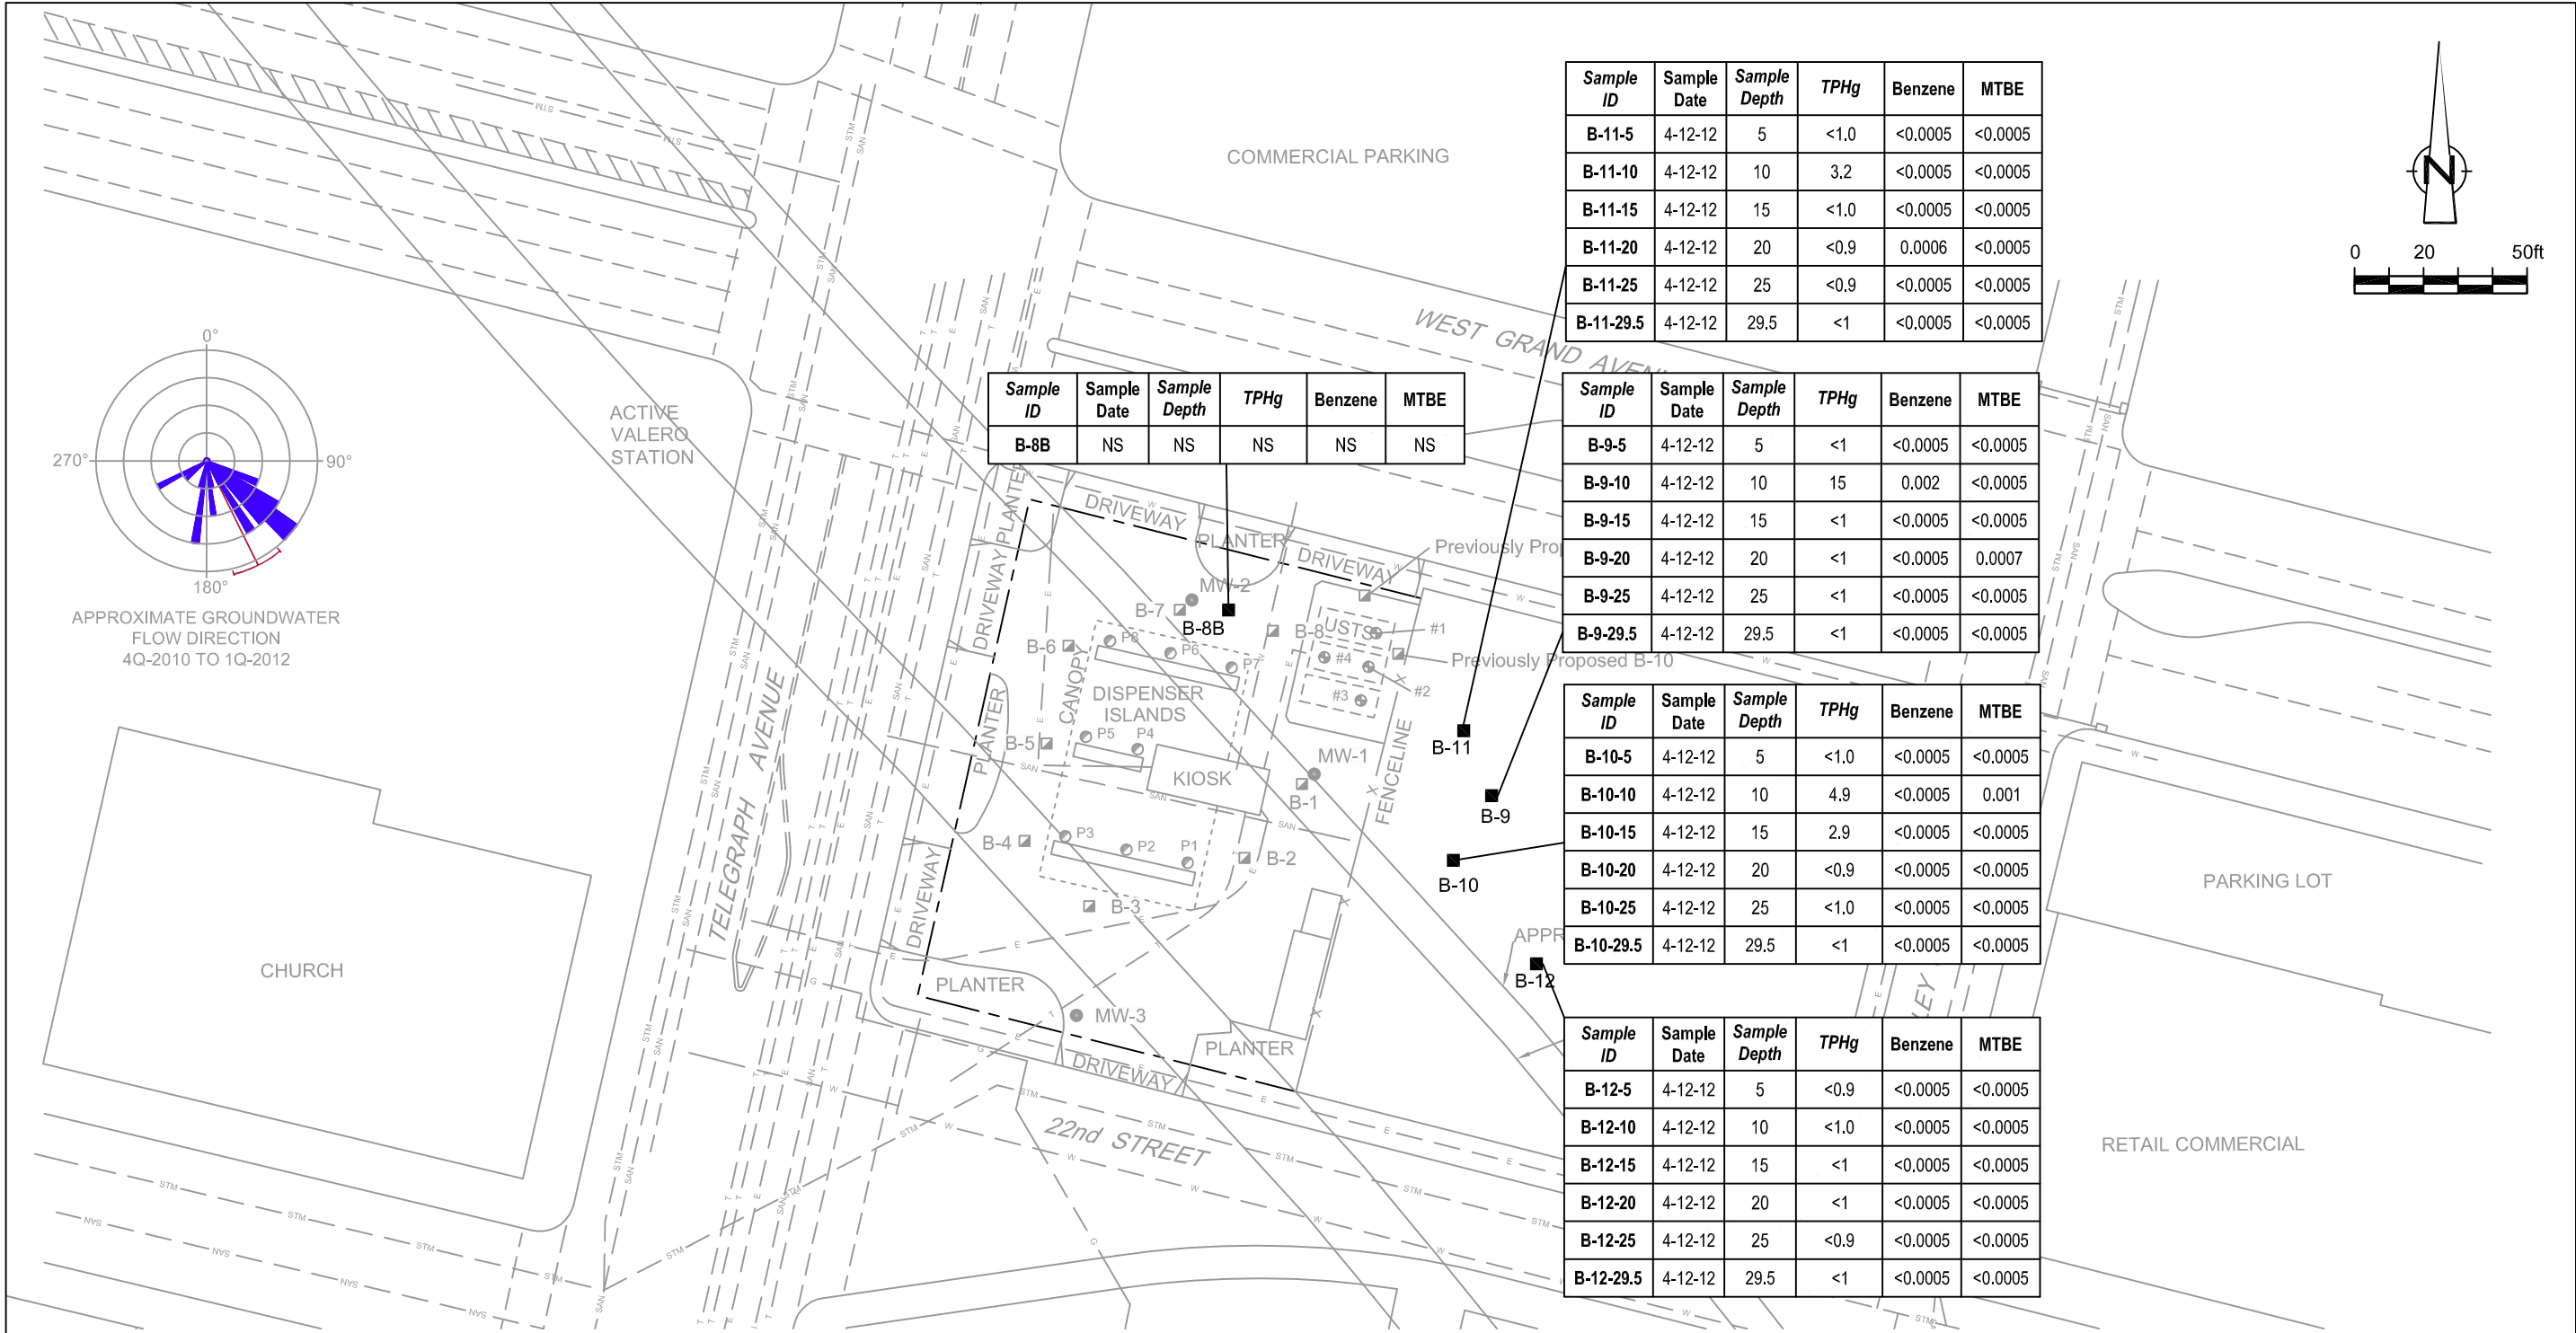 COMMERCIAL PARKING
Sample ID Sample Date Sample Depth TPHg Benzene MTBE
B-11-5 4-12-12 5 <1.0 <0.0005 <0.0005
B-11-10 4-12-12 10 3.2 <0.0005 <0.0005
B-11-15 4-12-12 15 <1.0 <0.0005 <0.0005
B-11-20 4-12-12 20 <0.9 0.0006 <0.0005
B-11-25 4-12-12 25 <0.9 <0.0005 <0.0005
B-11-29.5 4-12-12 29.5 <1 <0.0005 <0.0005
N
0 20 50ft
WEST GRAND AVEN
0°
90°
180°
270°
APPROXIMATE GROUNDWATER
FLOW DIRECTION
4Q-2010 TO 1Q-2012
ACTIVE
VALERO
STATION
Sample ID Sample Date Sample Depth TPHg Benzene MTBE
B-8B NS NS NS NS NS
Sample ID Sample Date Sample Depth TPHg Benzene MTBE
B-9-5 4-12-12 5 <1 <0.0005 <0.0005
B-9-10 4-12-12 10 15 0.002 <0.0005
B-9-15 4-12-12 15 <1 <0.0005 <0.0005
B-9-20 4-12-12 20 <1 <0.0005 0.0007
B-9-25 4-12-12 25 <1 <0.0005 <0.0005
B-9-29.5 4-12-12 29.5 <1 <0.0005 <0.0005
DRIVEWAY
PLANTER
DRIVEWAY
PLANTER
DRIVEWAY
Previously Prop
MW-2
B-7
B-8B
B-8
USTS
#1
#4
#2
#3
Previously Proposed B-10
B-6
P8
P6
P7
CANOPY
DISPENSER
ISLANDS
PLANTER
B-5
P5
P4
KIOSK
MW-1
B-1
FENCELINE
B-11
B-9
B-10
TELEGRAPH AVENUE
B-4
P3
P2
P1
B-2
DRIVEWAY
B-3
Sample ID Sample Date Sample Depth TPHg Benzene MTBE
B-10-5 4-12-12 5 <1.0 <0.0005 <0.0005
B-10-10 4-12-12 10 4.9 <0.0005 0.001
B-10-15 4-12-12 15 2.9 <0.0005 <0.0005
B-10-20 4-12-12 20 <0.9 <0.0005 <0.0005
B-10-25 4-12-12 25 <1.0 <0.0005 <0.0005
B-10-29.5 4-12-12 29.5 <1 <0.0005 <0.0005
PARKING LOT
APPR
B-12
LEY
CHURCH
PLANTER
MW-3
PLANTER
DRIVEWAY
22nd STREET
Sample ID Sample Date Sample Depth TPHg Benzene MTBE
B-12-5 4-12-12 5 <0.9 <0.0005 <0.0005
B-12-10 4-12-12 10 <1.0 <0.0005 <0.0005
B-12-15 4-12-12 15 <1 <0.0005 <0.0005
B-12-20 4-12-12 20 <1 <0.0005 <0.0005
B-12-25 4-12-12 25 <0.9 <0.0005 <0.0005
B-12-29.5 4-12-12 29.5 <1 <0.0005 <0.0005
RETAIL COMMERCIAL